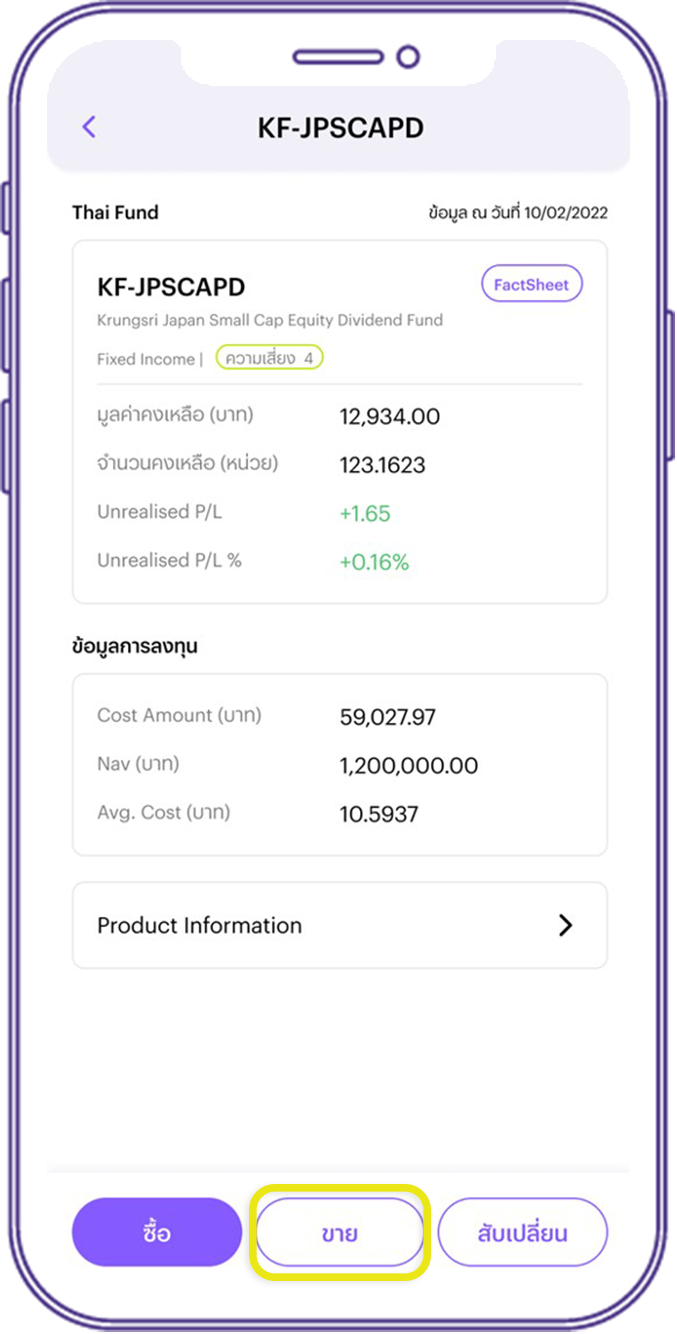 KF-JPSCAPD
Thai Fund ข้อมูล ณ วันที่ 10/02/2022
KF-JPSCAPD FactSheet
Krungsri Japan Small Cap Equity Dividend Fund
Fixed Income | ความเสี่ยง 4
มูลค่าคงเหลือ (บาท) 12,934.00
จำนวนคงเหลือ (หน่วย) 123.1623
Unrealised P/L +1.65
Unrealised P/L % +0.16%
ข้อมูลการลงทุน
Cost Amount (บาท) 59,027.97
Nav (บาท) 1,200,000.00
Avg. Cost (บาท) 10.5937
Product Information
ซื้อ ขาย สับเปลี่ยน